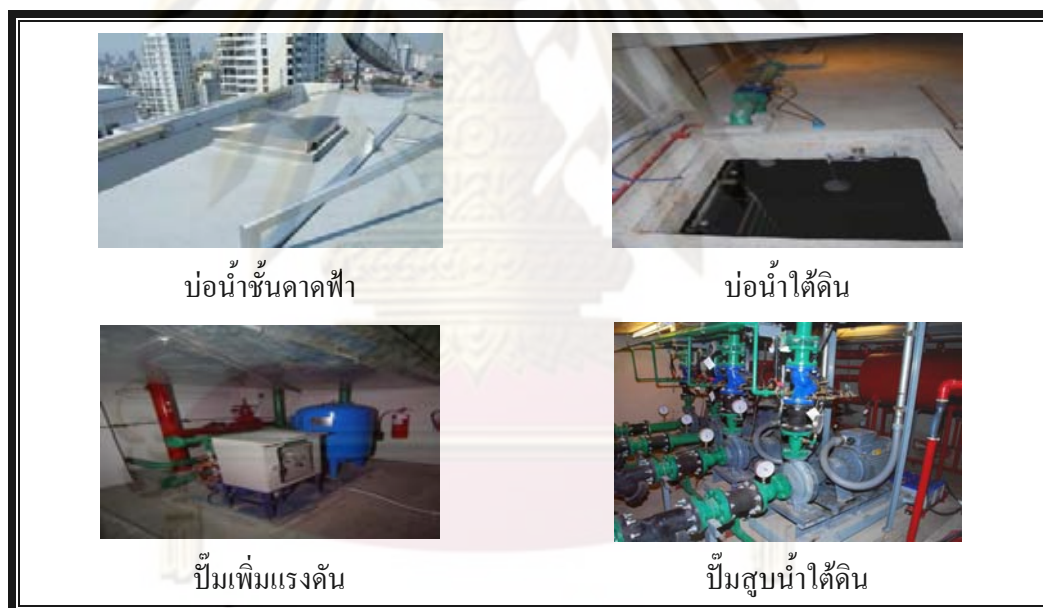 บ่อน้ำชั้นดาดฟ้า
บ่อน้ำใต้ดิน
ปั๊มเพิ่มแรงดัน
ปั๊มสูบน้ำใต้ดิน